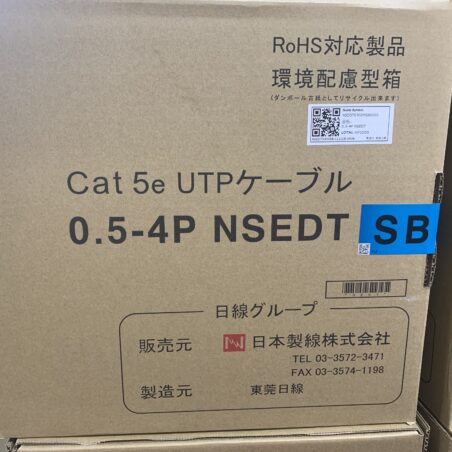 RoHS対応製品
環境配慮型箱
(ダンボール古紙としてリサイクル出来ます)
0.5-4P NSEDT
Cat 5e UTPケーブル
0.5-4P NSEDT SB
日線グループ
販売元 日本製線株式会社
TEL 03-3572-3471
FAX 03-3574-1198
製造元 東莞日線